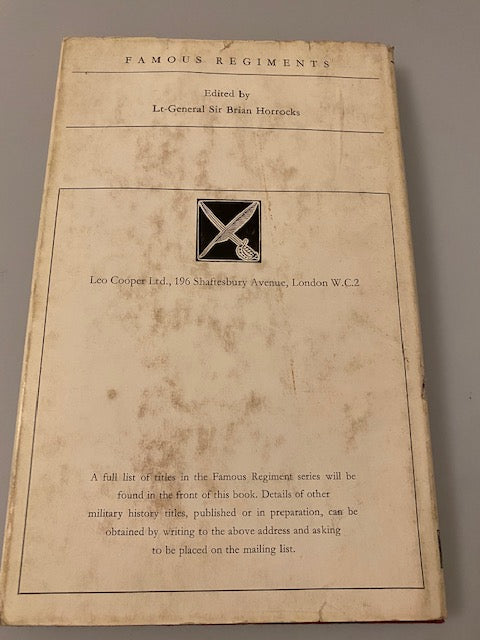 FAMOUS REGIMENTS
Edited by
Lt-General Sir Brian Horrocks
Leo Cooper Ltd., 196 Shaftesbury Avenue, London W.C.2
A full list of titles in the Famous Regiment series will be
found in the front of this book. Details of other
military history titles, published or in preparation, can be
obtained by writing to the above address and asking
to be placed on the mailing list.